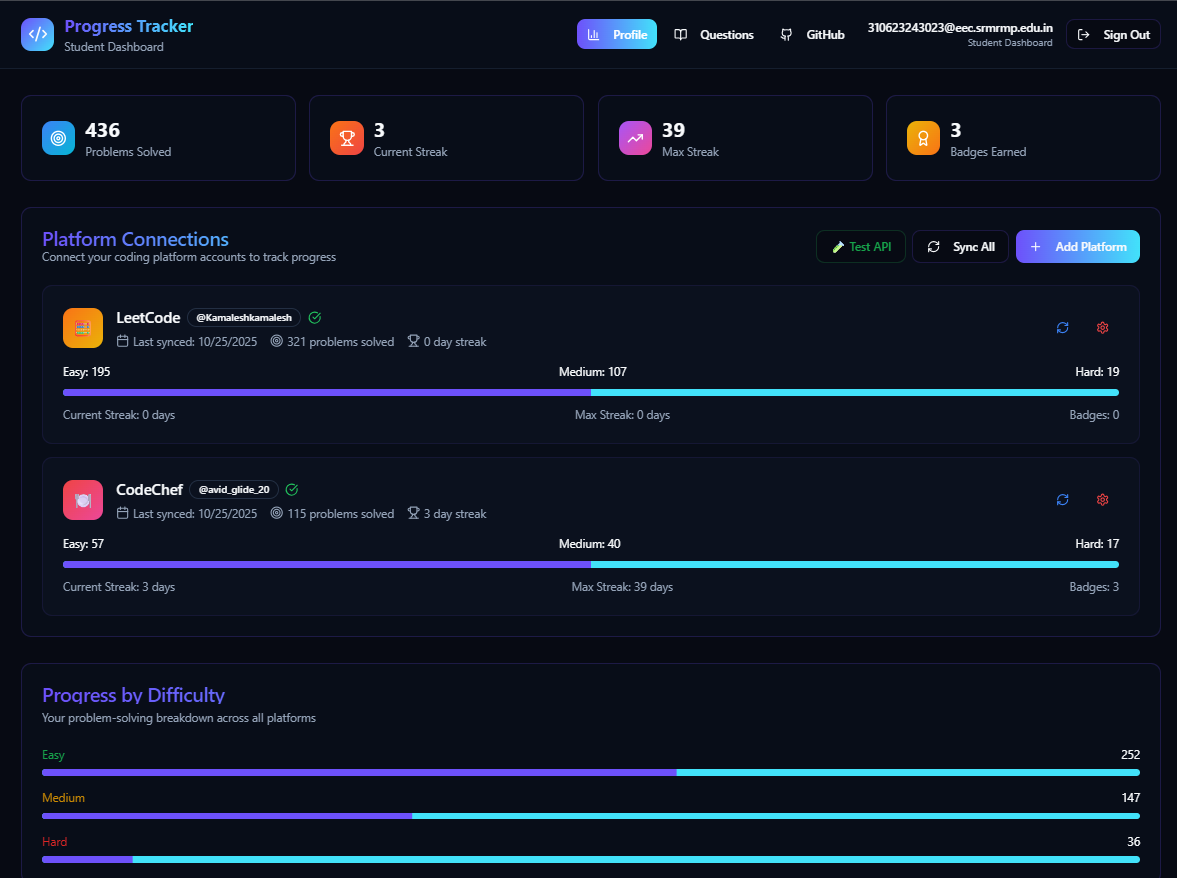 Progress Tracker
Student Dashboard
Profile
Questions
GitHub
310623243023@eec.srmrmp.edu.in
Student Dashboard
Sign Out
436
Problems Solved
3
Current Streak
39
Max Streak
3
Badges Earned
Platform Connections
Connect your coding platform accounts to track progress
Test API
Sync All
Add Platform
LeetCode @Kamaleshkamalesh
Last synced: 10/25/2025 321 problems solved 0 day streak
Easy: 195 Medium: 107 Hard: 19
Current Streak: 0 days Max Streak: 0 days Badges: 0
CodeChef @avid_glide_20
Last synced: 10/25/2025 115 problems solved 3 day streak
Easy: 57 Medium: 40 Hard: 17
Current Streak: 3 days Max Streak: 39 days Badges: 3
Progress by Difficulty
Your problem-solving breakdown across all platforms
Easy 252
Medium 147
Hard 36